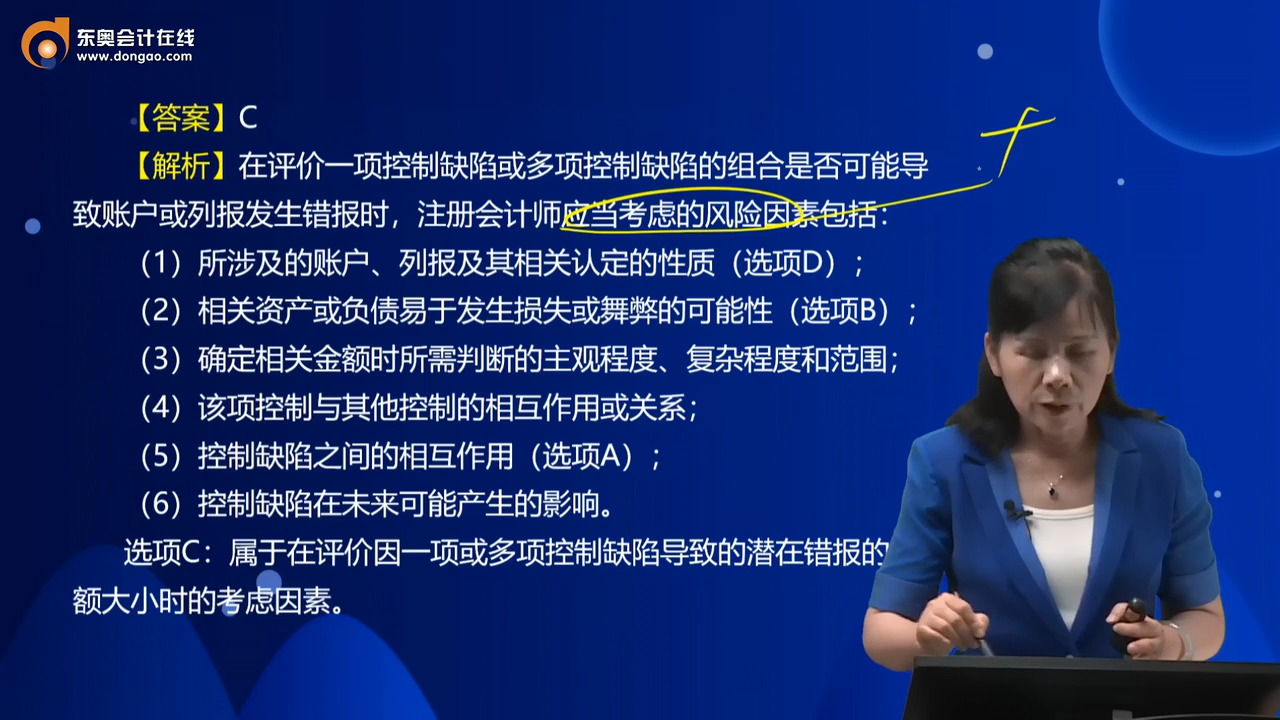 东奥会计在线
www.dongao.com
【答案】C
【解析】在评价一项控制缺陷或多项控制缺陷的组合是否可能导
致账户或列报发生错报时，注册会计师应当考虑的风险因素包括：
（1）所涉及的账户、列报及其相关认定的性质（选项D）；
（2）相关资产或负债易于发生损失或舞弊的可能性（选项B）；
（3）确定相关金额时所需判断的主观程度、复杂程度和范围；
（4）该项控制与其他控制的相互作用或关系；
（5）控制缺陷之间的相互作用（选项A）；
（6）控制缺陷在未来可能产生的影响。
选项C：属于在评价因一项或多项控制缺陷导致的潜在错报的
额大小时的考虑因素。